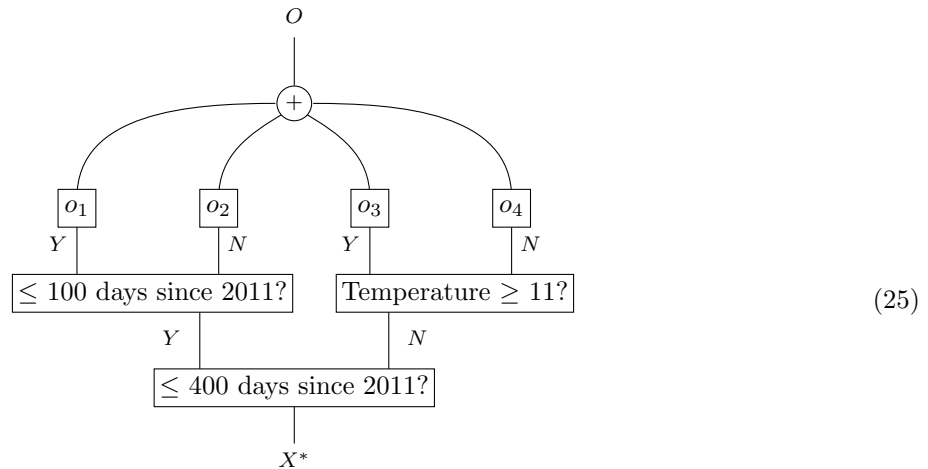 O
+
o₁ o₂ o₃ o₄
Y N Y N
≤ 100 days since 2011? Temperature ≥ 11?
(25)
Y N
≤ 400 days since 2011?
X*